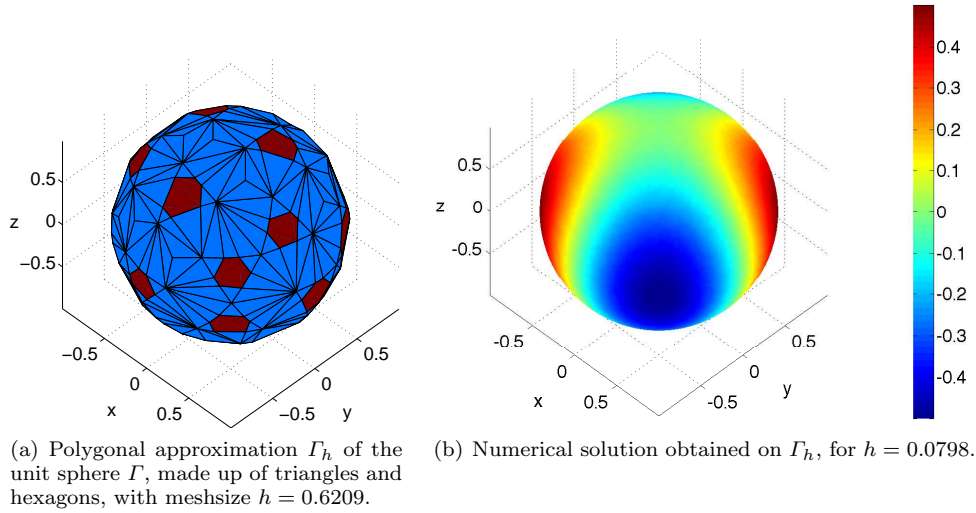 0.5
0
−0.5
z
−0.5
0
0.5
x
0.5
0
−0.5
y
0.5
0
-0.5
z
-0.5
0
0.5
x
0.5
0
-0.5
y
0.4
0.3
0.2
0.1
0
-0.1
-0.2
-0.3
-0.4
(a) Polygonal approximation Γh of the
unit sphere Γ, made up of triangles and
hexagons, with meshsize h = 0.6209.
(b) Numerical solution obtained on Γh, for h = 0.0798.